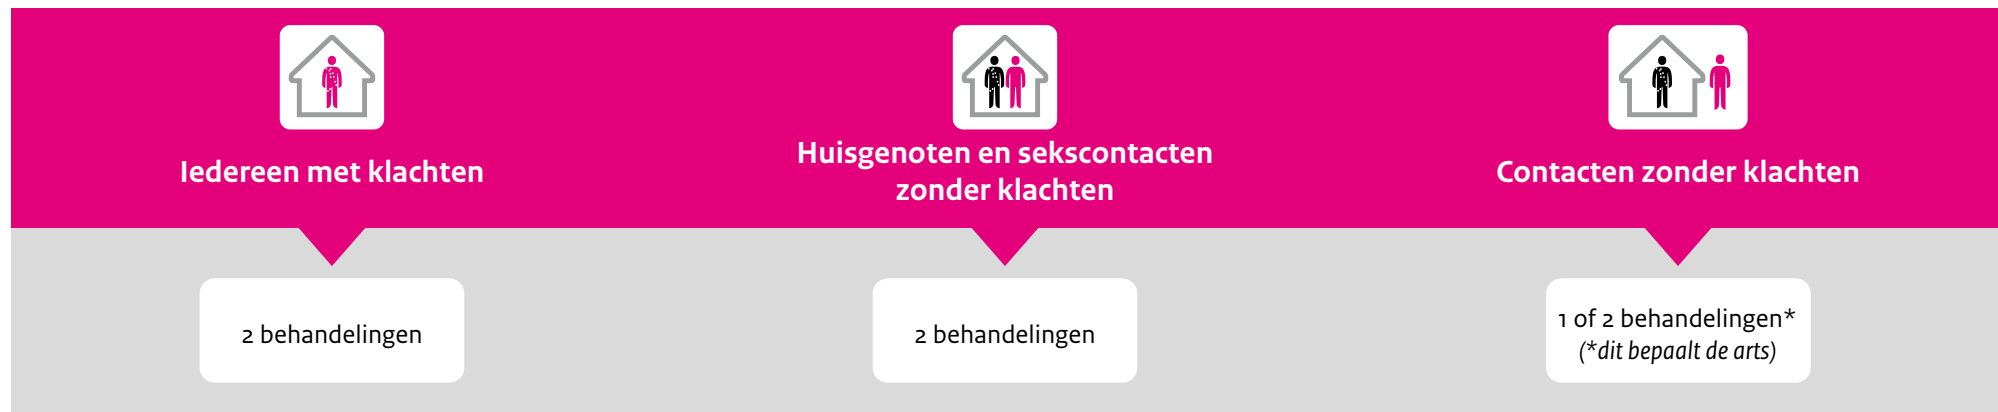 Iedereen met klachten
2 behandelingen
Huisgenoten en sekscontacten
zonder klachten
2 behandelingen
Contacten zonder klachten
1 of 2 behandelingen*
(*dit bepaalt de arts)